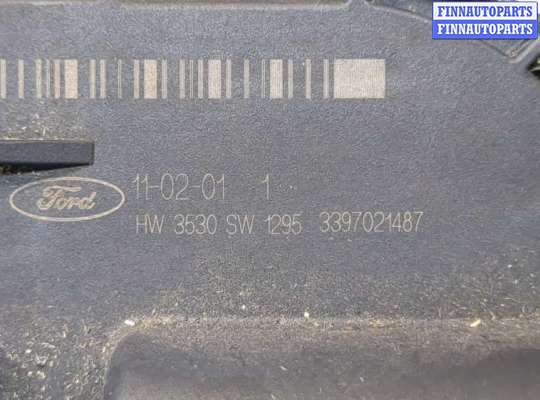 FINNAUTOPARTS
FINNAUTOPARTS
Ford
11-02-01 1
HW 3530 SW 1295 3397021487